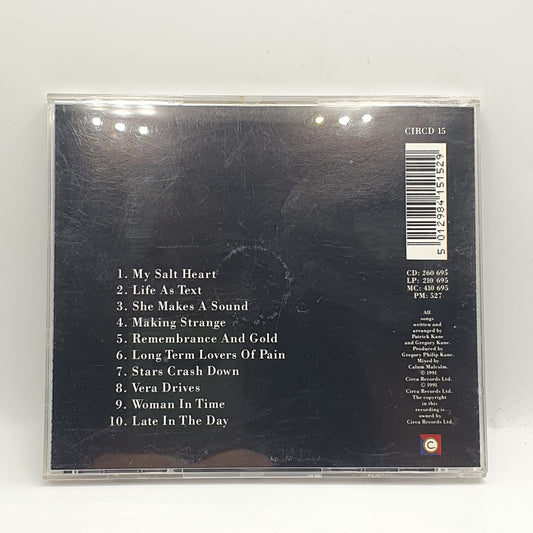 CIRCD 15
5 012984 151529
CD: 260 695
LP: 210 695
MC: 410 695
PM: 527
1. My Salt Heart
2. Life As Text
3. She Makes A Sound
4. Making Strange
5. Remembrance And Gold
6. Long Term Lovers Of Pain
7. Stars Crash Down
8. Vera Drives
9. Woman In Time
10. Late In The Day
All
songs
written and
arranged by
Patrick Kane
and Gregory Kane.
Produced by
Gregory Philip Kane.
Mixed by
Calum Malcolm.
℗ 1991
Circa Records Ltd.
© 1991
Circa Records Ltd.
The copyright
in this
recording is
owned by
Circa Records Ltd.
C